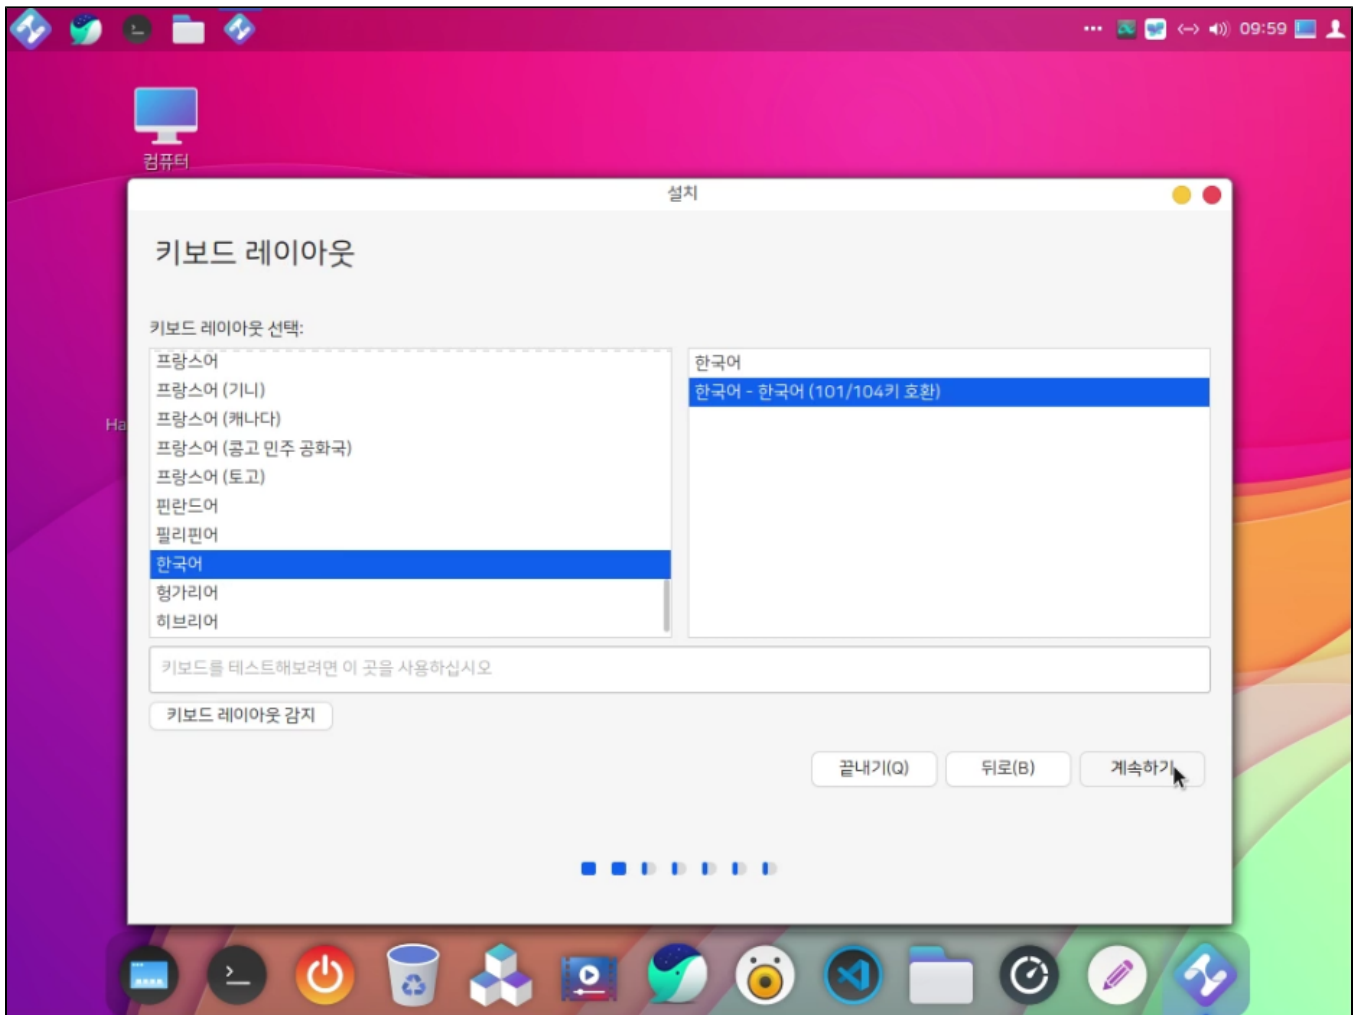 09:59
컴퓨터
Ha
설치
키보드 레이아웃
키보드 레이아웃 선택:
프랑스어
프랑스어 (기니)
프랑스어 (캐나다)
프랑스어 (콩고 민주 공화국)
프랑스어 (토고)
핀란드어
필리핀어
한국어
헝가리어
히브리어
한국어
한국어 - 한국어 (101/104키 호환)
키보드를 테스트해보려면 이 곳을 사용하십시오
키보드 레이아웃 감지
끝내기(Q)
뒤로(B)
계속하기